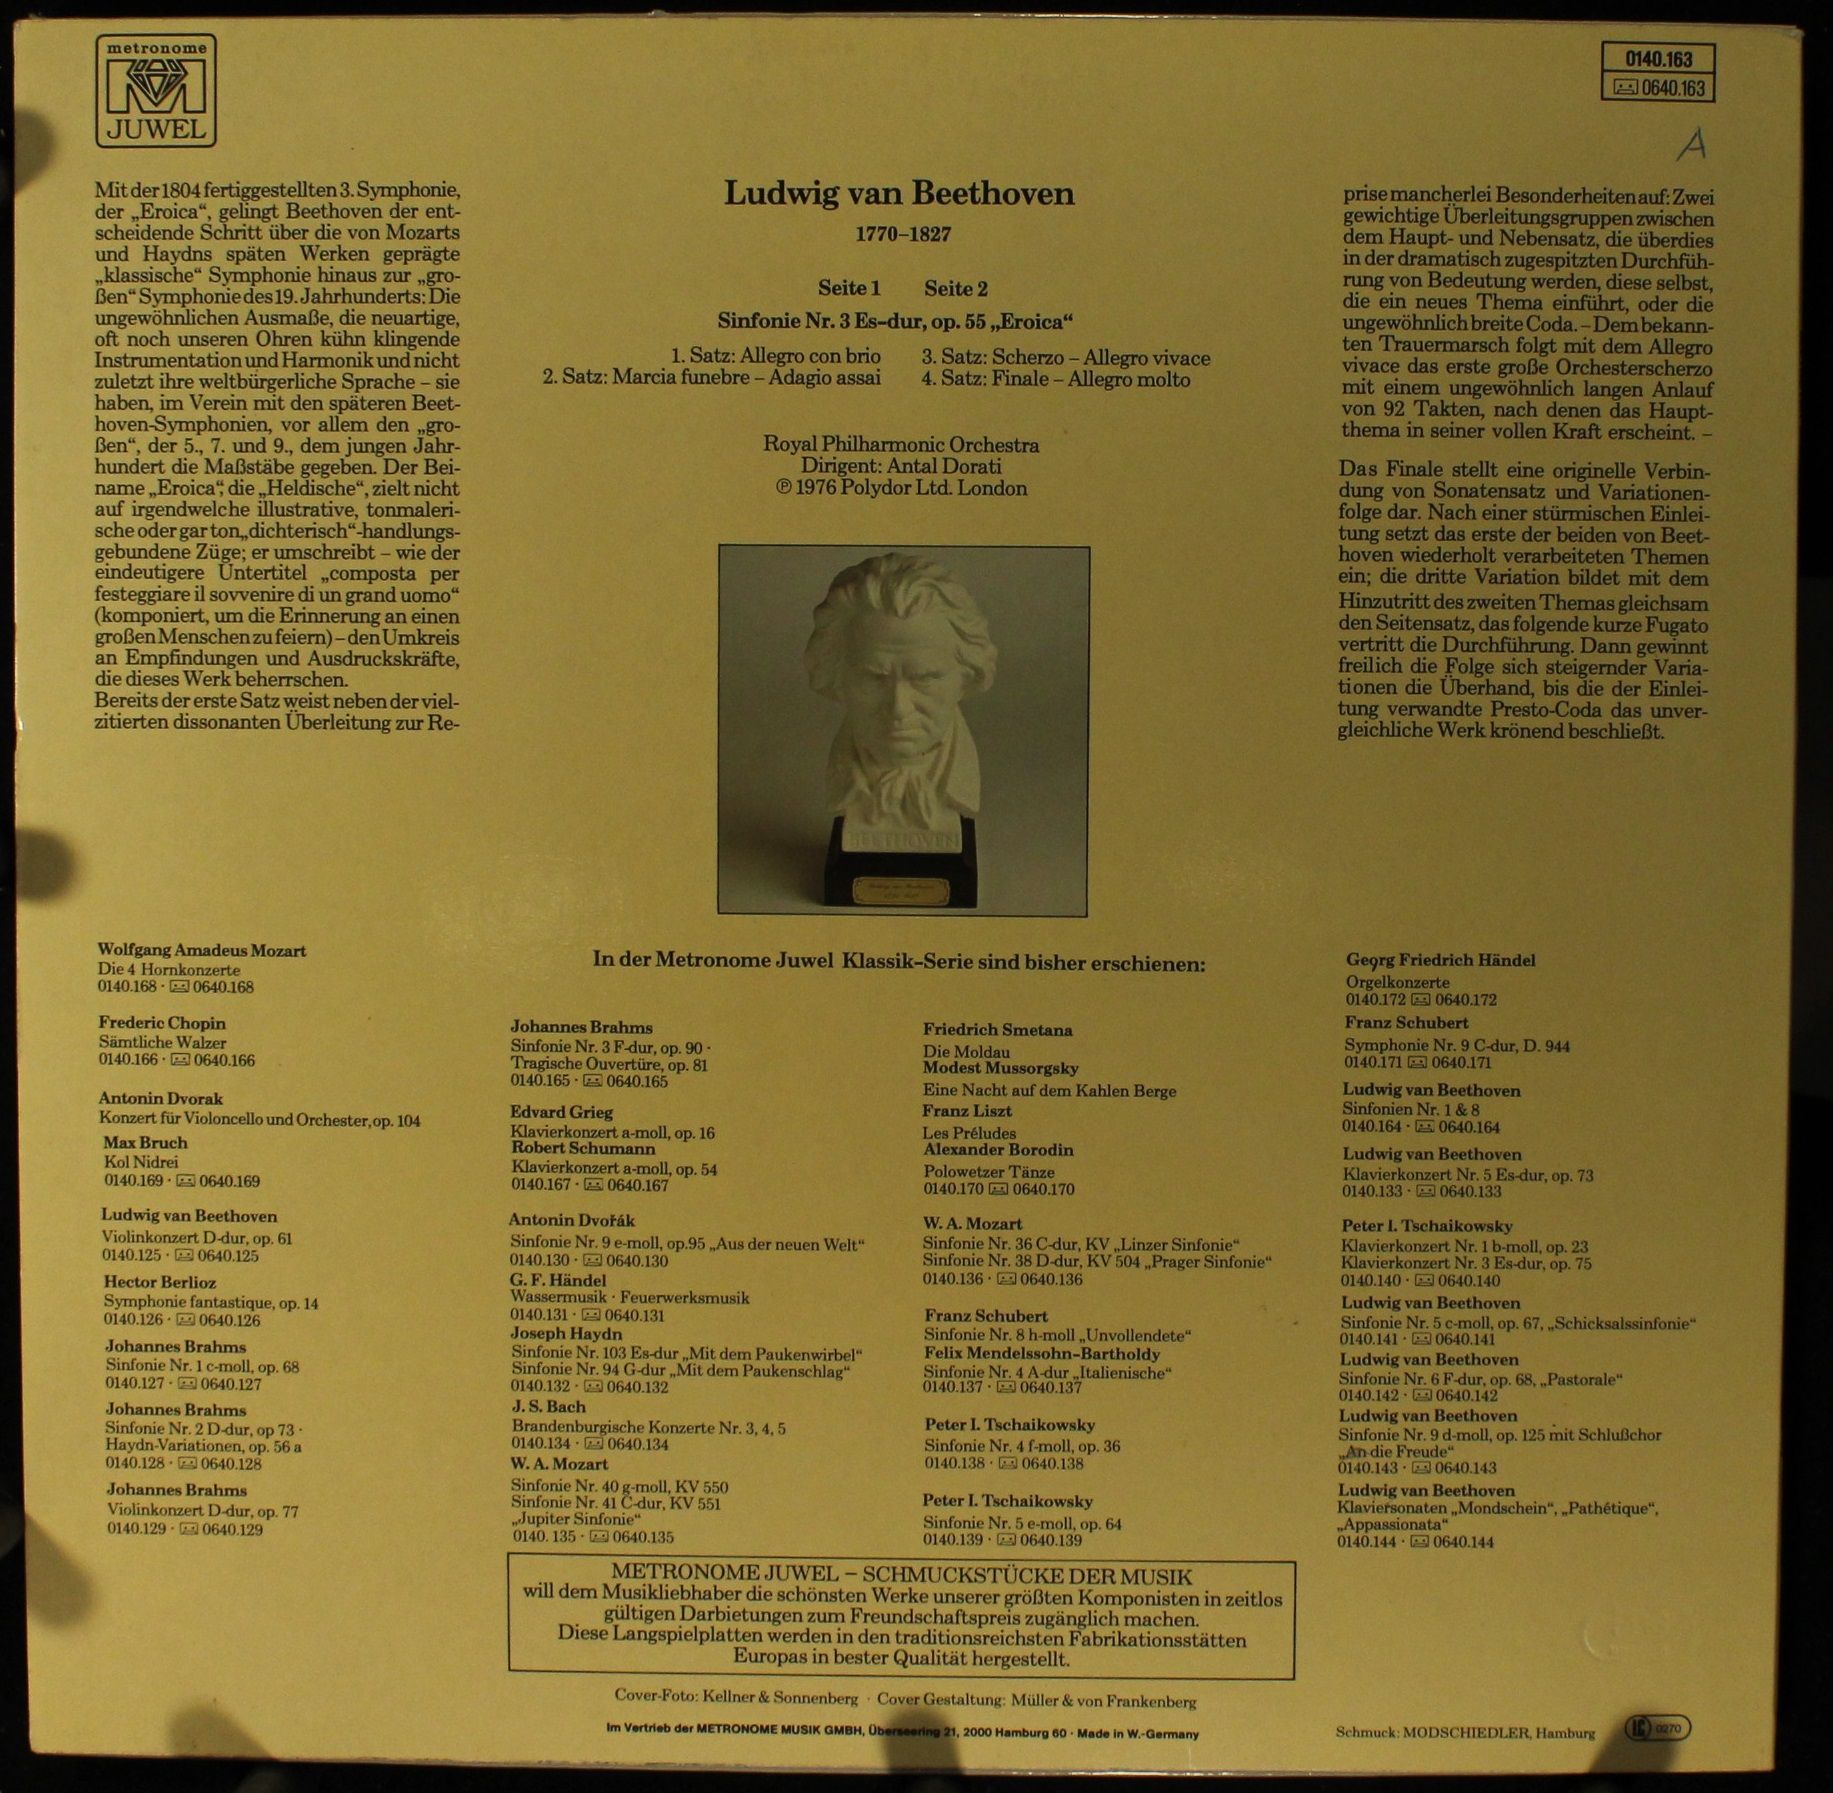 metronome
JUWEL
0140.163
0640.163
A
Mit der 1804 fertiggestellten 3. Symphonie,
der „Eroica“, gelingt Beethoven der ent-
scheidende Schritt über die von Mozarts
und Haydns späten Werken geprägte
„klassische“ Symphonie hinaus zur „gro-
ßen“ Symphonie des 19. Jahrhunderts: Die
ungewöhnlichen Ausmaße, die neuartige,
oft noch unseren Ohren kühn klingende
Instrumentation und Harmonik und nicht
zuletzt ihre weltbürgerliche Sprache – sie
haben, im Verein mit den späteren Beet-
hoven-Symphonien, vor allem den „gro-
ßen“, der 5., 7. und 9., dem jungen Jahr-
hundert die Maßstäbe gegeben. Der Bei-
name „Eroica“, die „Heldische“, zielt nicht
auf irgendwelche illustrative, tonmaleri-
sche oder gar ton„dichterisch“-handlungs-
gebundene Züge; er umschreibt – wie der
eindeutigere Untertitel „composta per
festeggiare il sovvenire di un grand uomo“
(komponiert, um die Erinnerung an einen
großen Menschen zu feiern) – den Umkreis
an Empfindungen und Ausdruckskräfte,
die dieses Werk beherrschen.
Bereits der erste Satz weist neben der viel-
zitierten dissonanten Überleitung zur Re-
Ludwig van Beethoven
1770–1827
Seite 1 Seite 2
Sinfonie Nr. 3 Es-dur, op. 55 „Eroica“
1. Satz: Allegro con brio
2. Satz: Marcia funebre – Adagio assai
3. Satz: Scherzo – Allegro vivace
4. Satz: Finale – Allegro molto
Royal Philharmonic Orchestra
Dirigent: Antal Dorati
℗ 1976 Polydor Ltd. London
BEETHOVEN
prise mancherlei Besonderheiten auf: Zwei
gewichtige Überleitungsgruppen zwischen
dem Haupt- und Nebensatz, die überdies
in der dramatisch zugespitzten Durchfüh-
rung von Bedeutung werden, diese selbst,
die ein neues Thema einführt, oder die
ungewöhnlich breite Coda. – Dem bekann-
ten Trauermarsch folgt mit dem Allegro
vivace das erste große Orchesterscherzo
mit einem ungewöhnlich langen Anlauf
von 92 Takten, nach denen das Haupt-
thema in seiner vollen Kraft erscheint. –
Das Finale stellt eine originelle Verbin-
dung von Sonatensatz und Variationen-
folge dar. Nach einer stürmischen Einlei-
tung setzt das erste der beiden von Beet-
hoven wiederholt verarbeiteten Themen
ein; die dritte Variation bildet mit dem
Hinzutritt des zweiten Themas gleichsam
den Seitensatz, das folgende kurze Fugato
vertritt die Durchführung. Dann gewinnt
freilich die Folge sich steigernder Varia-
tionen die Überhand, bis die der Einlei-
tung verwandte Presto-Coda das unver-
gleichliche Werk krönend beschließt.
In der Metronome Juwel Klassik-Serie sind bisher erschienen:
Wolfgang Amadeus Mozart
Die 4 Hornkonzerte
0140.168 · 0640.168
Frederic Chopin
Sämtliche Walzer
0140.166 · 0640.166
Antonin Dvorak
Konzert für Violoncello und Orchester, op. 104
Max Bruch
Kol Nidrei
0140.169 · 0640.169
Ludwig van Beethoven
Violinkonzert D-dur, op. 61
0140.125 · 0640.125
Hector Berlioz
Symphonie fantastique, op. 14
0140.126 · 0640.126
Johannes Brahms
Sinfonie Nr. 1 c-moll, op. 68
0140.127 · 0640.127
Johannes Brahms
Sinfonie Nr. 2 D-dur, op 73 ·
Haydn-Variationen, op. 56 a
0140.128 · 0640.128
Johannes Brahms
Violinkonzert D-dur, op. 77
0140.129 · 0640.129
Johannes Brahms
Sinfonie Nr. 3 F-dur, op. 90 ·
Tragische Ouvertüre, op. 81
0140.165 · 0640.165
Edvard Grieg
Klavierkonzert a-moll, op. 16
Robert Schumann
Klavierkonzert a-moll, op. 54
0140.167 · 0640.167
Antonin Dvořák
Sinfonie Nr. 9 e-moll, op.95 „Aus der neuen Welt“
0140.130 · 0640.130
G. F. Händel
Wassermusik · Feuerwerksmusik
0140.131 · 0640.131
Joseph Haydn
Sinfonie Nr. 103 Es-dur „Mit dem Paukenwirbel“
Sinfonie Nr. 94 G-dur „Mit dem Paukenschlag“
0140.132 · 0640.132
J. S. Bach
Brandenburgische Konzerte Nr. 3, 4, 5
0140.134 · 0640.134
W. A. Mozart
Sinfonie Nr. 40 g-moll, KV 550
Sinfonie Nr. 41 C-dur, KV 551
„Jupiter Sinfonie“
0140. 135 · 0640.135
Friedrich Smetana
Die Moldau
Modest Mussorgsky
Eine Nacht auf dem Kahlen Berge
Franz Liszt
Les Préludes
Alexander Borodin
Polowetzer Tänze
0140.170 0640.170
W. A. Mozart
Sinfonie Nr. 36 C-dur, KV „Linzer Sinfonie“
Sinfonie Nr. 38 D-dur, KV 504 „Prager Sinfonie“
0140.136 · 0640.136
Franz Schubert
Sinfonie Nr. 8 h-moll „Unvollendete“
Felix Mendelssohn-Bartholdy
Sinfonie Nr. 4 A-dur „Italienische“
0140.137 · 0640.137
Peter I. Tschaikowsky
Sinfonie Nr. 4 f-moll, op. 36
0140.138 · 0640.138
Peter I. Tschaikowsky
Sinfonie Nr. 5 e-moll, op. 64
0140.139 · 0640.139
Georg Friedrich Händel
Orgelkonzerte
0140.172 0640.172
Franz Schubert
Symphonie Nr. 9 C-dur, D. 944
0140.171 0640.171
Ludwig van Beethoven
Sinfonien Nr. 1 & 8
0140.164 · 0640.164
Ludwig van Beethoven
Klavierkonzert Nr. 5 Es-dur, op. 73
0140.133 · 0640.133
Peter I. Tschaikowsky
Klavierkonzert Nr. 1 b-moll, op. 23
Klavierkonzert Nr. 3 Es-dur, op. 75
0140.140 · 0640.140
Ludwig van Beethoven
Sinfonie Nr. 5 c-moll, op. 67, „Schicksalssinfonie“
0140.141 · 0640.141
Ludwig van Beethoven
Sinfonie Nr. 6 F-dur, op. 68, „Pastorale“
0140.142 · 0640.142
Ludwig van Beethoven
Sinfonie Nr. 9 d-moll, op. 125 mit Schlußchor
„An die Freude“
0140.143 · 0640.143
Ludwig van Beethoven
Klaviersonaten „Mondschein“, „Pathétique“,
„Appassionata“
0140.144 · 0640.144
METRONOME JUWEL – SCHMUCKSTÜCKE DER MUSIK
will dem Musikliebhaber die schönsten Werke unserer größten Komponisten in zeitlos
gültigen Darbietungen zum Freundschaftspreis zugänglich machen.
Diese Langspielplatten werden in den traditionsreichsten Fabrikationsstätten
Europas in bester Qualität hergestellt.
Cover-Foto: Kellner & Sonnenberg · Cover Gestaltung: Müller & von Frankenberg
Im Vertrieb der METRONOME MUSIK GMBH, Überseering 21, 2000 Hamburg 60 · Made in W.-Germany
Schmuck: MODSCHIEDLER, Hamburg
LC 0270